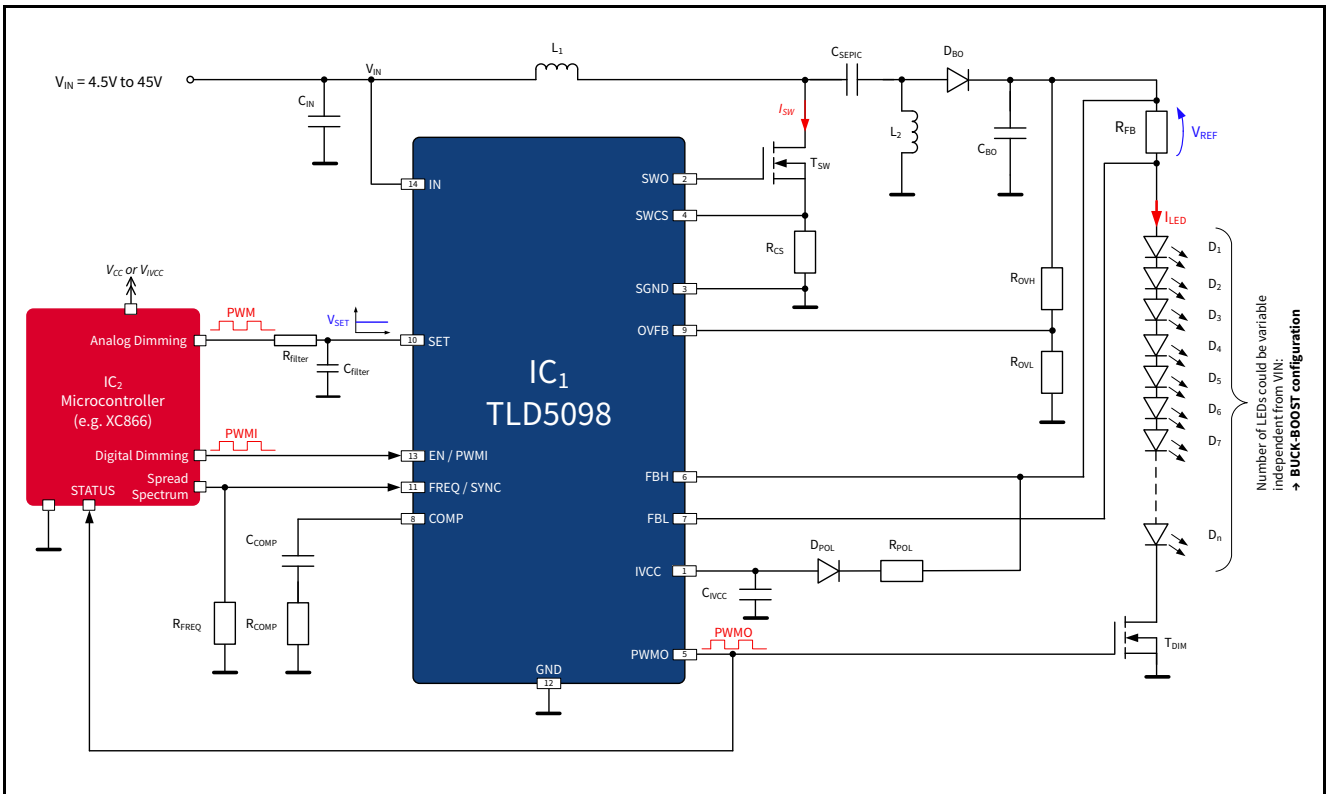 V_IN = 4.5V to 45V
V_IN
L_1
C_SEPIC
D_BO
C_IN
I_SW
L_2
C_BO
R_FB
V_REF
T_SW
14
IN
SWO
2
SWCS
4
R_CS
SGND
3
OVFB
9
R_OVH
R_OVL
I_LED
D_1
D_2
D_3
D_4
D_5
D_6
D_7
D_n
Number of LEDs could be variable
independent from VIN:
→ BUCK-BOOST configuration
V_CC or V_IVCC
Analog Dimming
PWM
R_filter
C_filter
V_SET
10
SET
IC_1
TLD5098
IC_2
Microcontroller
(e.g. XC866)
Digital Dimming
PWMI
13
EN / PWMI
Spread
Spectrum
11
FREQ / SYNC
STATUS
8
COMP
C_COMP
R_FREQ
R_COMP
FBH
6
FBL
7
IVCC
1
D_POL
R_POL
C_IVCC
PWMO
5
PWMO
T_DIM
GND
12